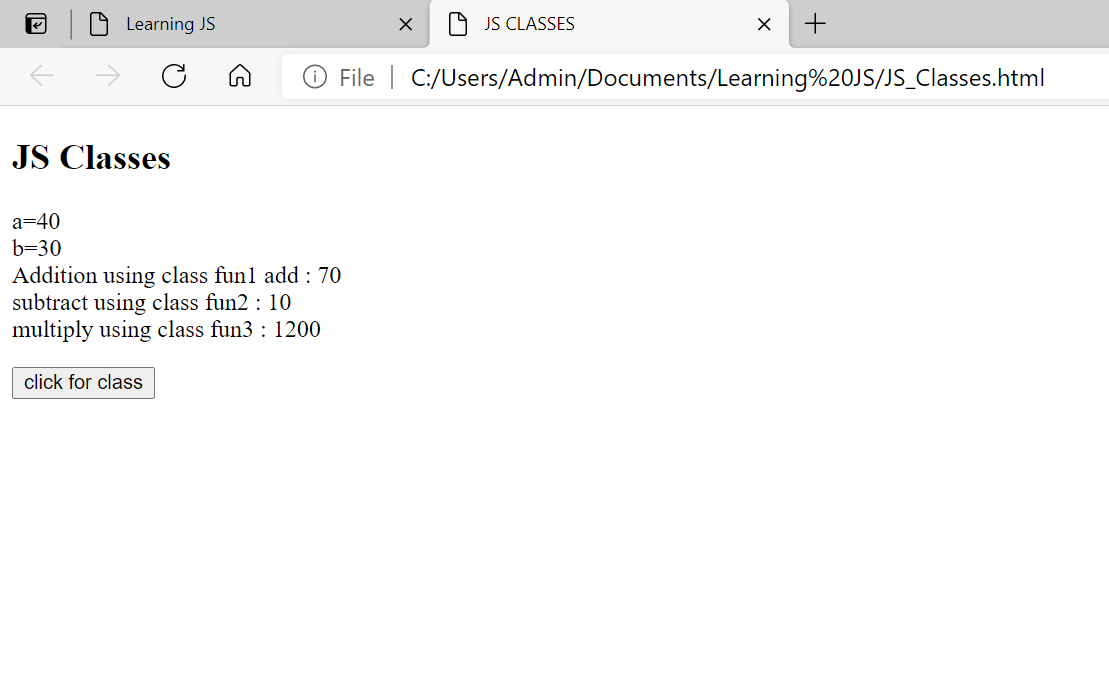 Learning JS
JS CLASSES
File
C:/Users/Admin/Documents/Learning%20JS/JS_Classes.html
JS Classes
a=40
b=30
Addition using class fun1 add : 70
subtract using class fun2 : 10
multiply using class fun3 : 1200
click for class